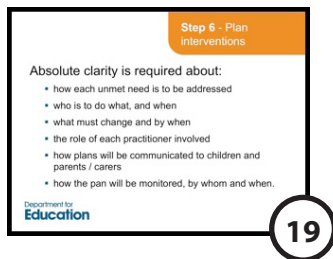 Step 6 - Plan
interventions
Absolute clarity is required about:
• how each unmet need is to be addressed
• who is to do what, and when
• what must change and by when
• the role of each practitioner involved
• how plans will be communicated to children and
parents / carers
• how the pan will be monitored, by whom and when.
Department for
Education
19